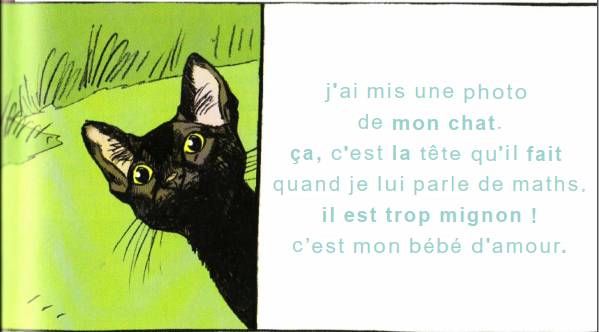 j'ai mis une photo
de mon chat.
ça, c'est la tête qu'il fait
quand je lui parle de maths.
il est trop mignon !
c'est mon bébé d'amour.